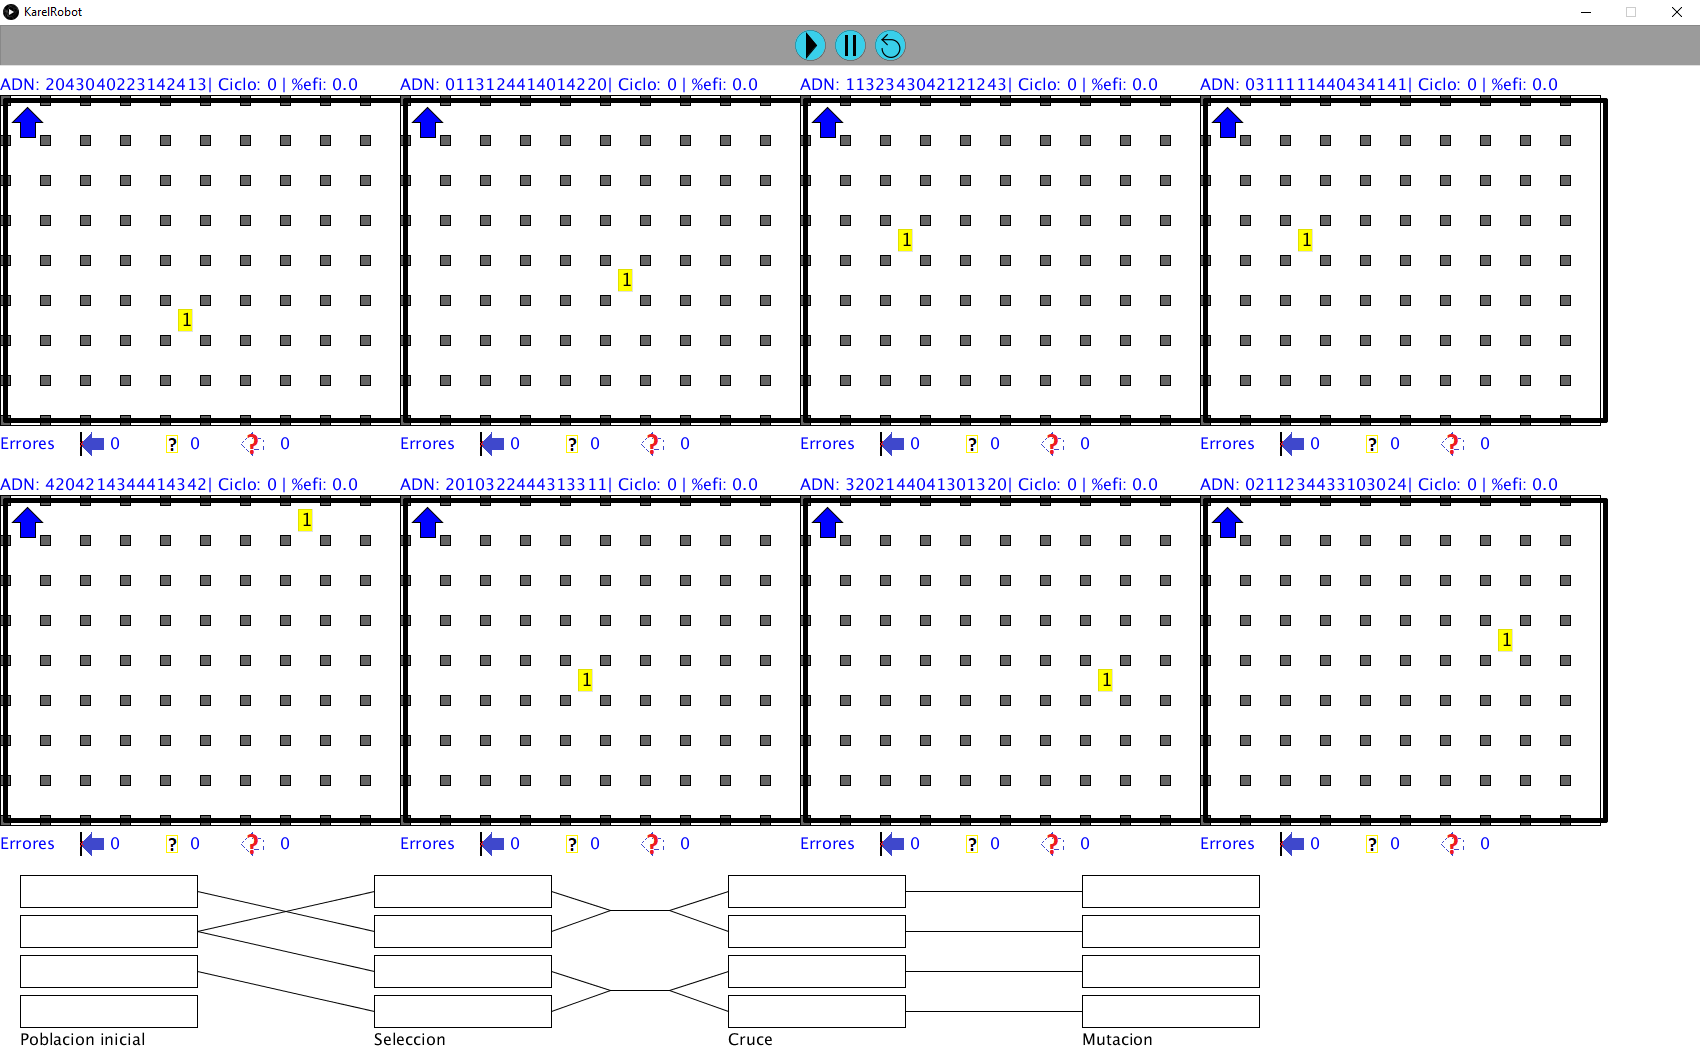 KarelRobot
ADN: 2043040223142413| Ciclo: 0 | %efi: 0.0
ADN: 0113124414014220| Ciclo: 0 | %efi: 0.0
ADN: 1132343042121243| Ciclo: 0 | %efi: 0.0
ADN: 0311111440434141| Ciclo: 0 | %efi: 0.0
1
1
1
1
Errores 0 ? 0 ? 0
Errores 0 ? 0 ? 0
Errores 0 ? 0 ? 0
Errores 0 ? 0 ? 0
ADN: 4204214344414342| Ciclo: 0 | %efi: 0.0
ADN: 2010322444313311| Ciclo: 0 | %efi: 0.0
ADN: 3202144041301320| Ciclo: 0 | %efi: 0.0
ADN: 0211234433103024| Ciclo: 0 | %efi: 0.0
1
1
1
1
Errores 0 ? 0 ? 0
Errores 0 ? 0 ? 0
Errores 0 ? 0 ? 0
Errores 0 ? 0 ? 0
Poblacion inicial
Seleccion
Cruce
Mutacion